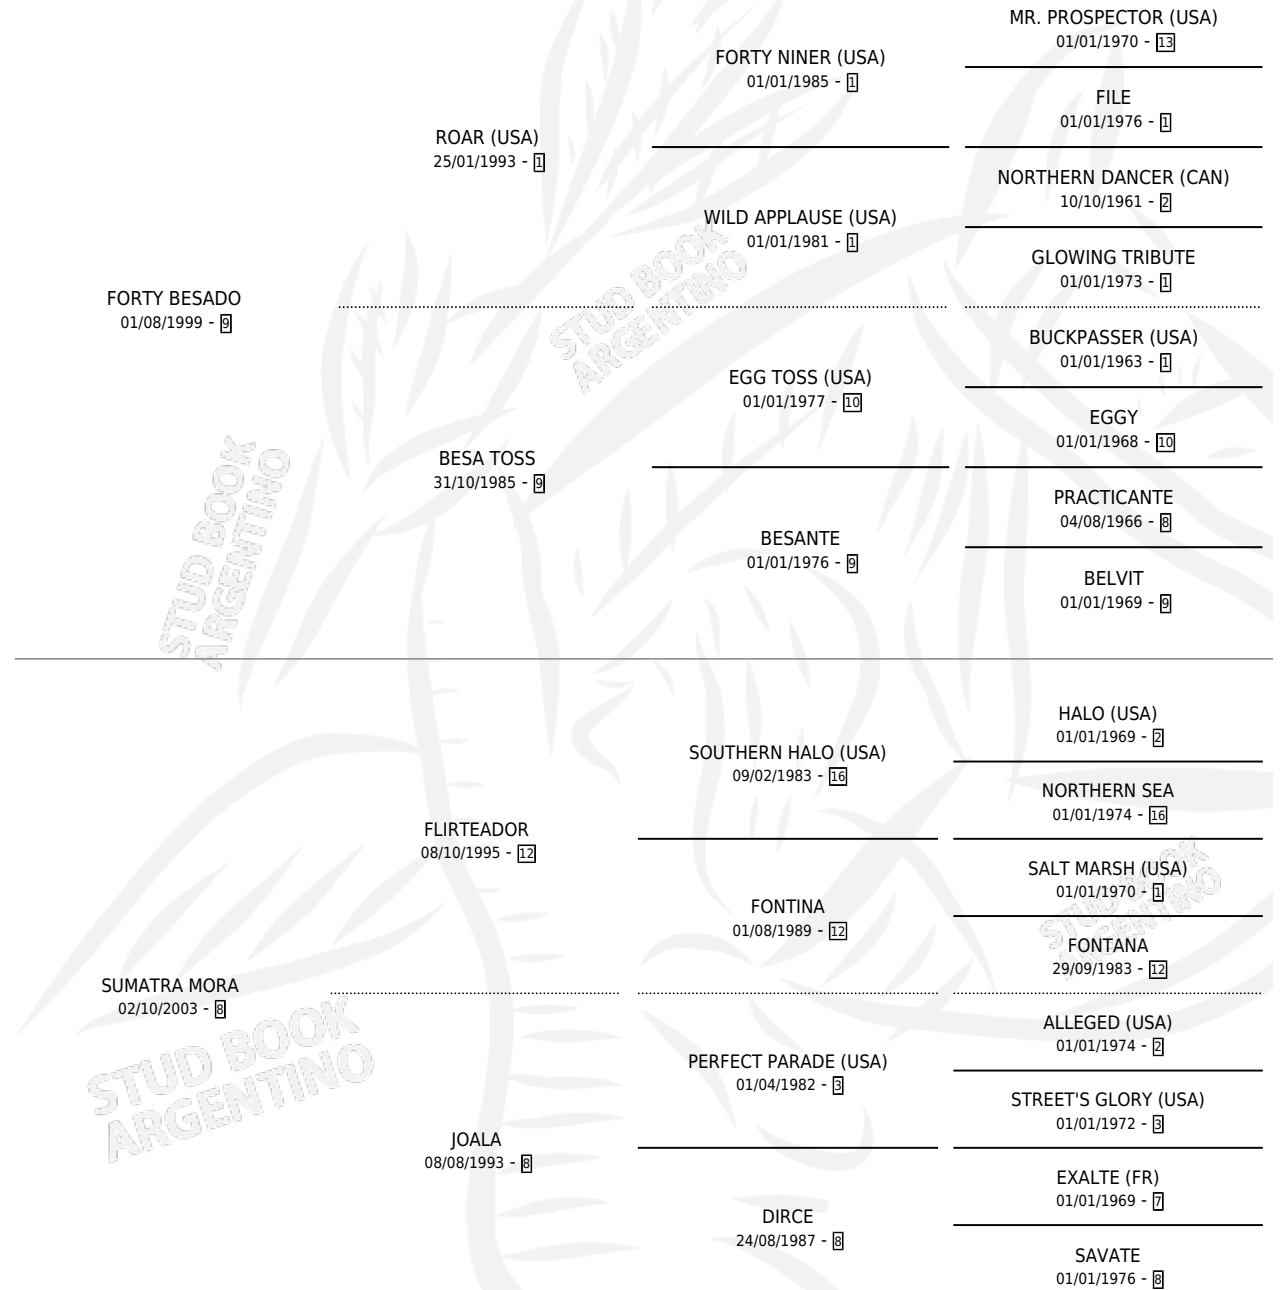 MR. PROSPECTOR (USA)
01/01/1970 - 13
FORTY NINER (USA)
01/01/1985 - 1
FILE
01/01/1976 - 1
ROAR (USA)
25/01/1993 - 1
NORTHERN DANCER (CAN)
10/10/1961 - 2
WILD APPLAUSE (USA)
01/01/1981 - 1
GLOWING TRIBUTE
01/01/1973 - 1
FORTY BESADO
01/08/1999 - 9
BUCKPASSER (USA)
01/01/1963 - 1
EGG TOSS (USA)
01/01/1977 - 10
EGGY
01/01/1968 - 10
BESA TOSS
31/10/1985 - 9
PRACTICANTE
04/08/1966 - 8
BESANTE
01/01/1976 - 9
BELVIT
01/01/1969 - 9
HALO (USA)
01/01/1969 - 2
SOUTHERN HALO (USA)
09/02/1983 - 16
NORTHERN SEA
01/01/1974 - 16
FLIRTEADOR
08/10/1995 - 12
SALT MARSH (USA)
01/01/1970 - 1
FONTINA
01/08/1989 - 12
FONTANA
29/09/1983 - 12
SUMATRA MORA
02/10/2003 - 8
ALLEGED (USA)
01/01/1974 - 2
PERFECT PARADE (USA)
01/04/1982 - 3
STREET'S GLORY (USA)
01/01/1972 - 3
JOALA
08/08/1993 - 8
EXALTE (FR)
01/01/1969 - 7
DIRCE
24/08/1987 - 8
SAVATE
01/01/1976 - 8
STUD BOOK
ARGENTINO
STUD BOOK
ARGENTINO
STUD BOOK
ARGENTINO
STUD BOOK
ARGENTINO